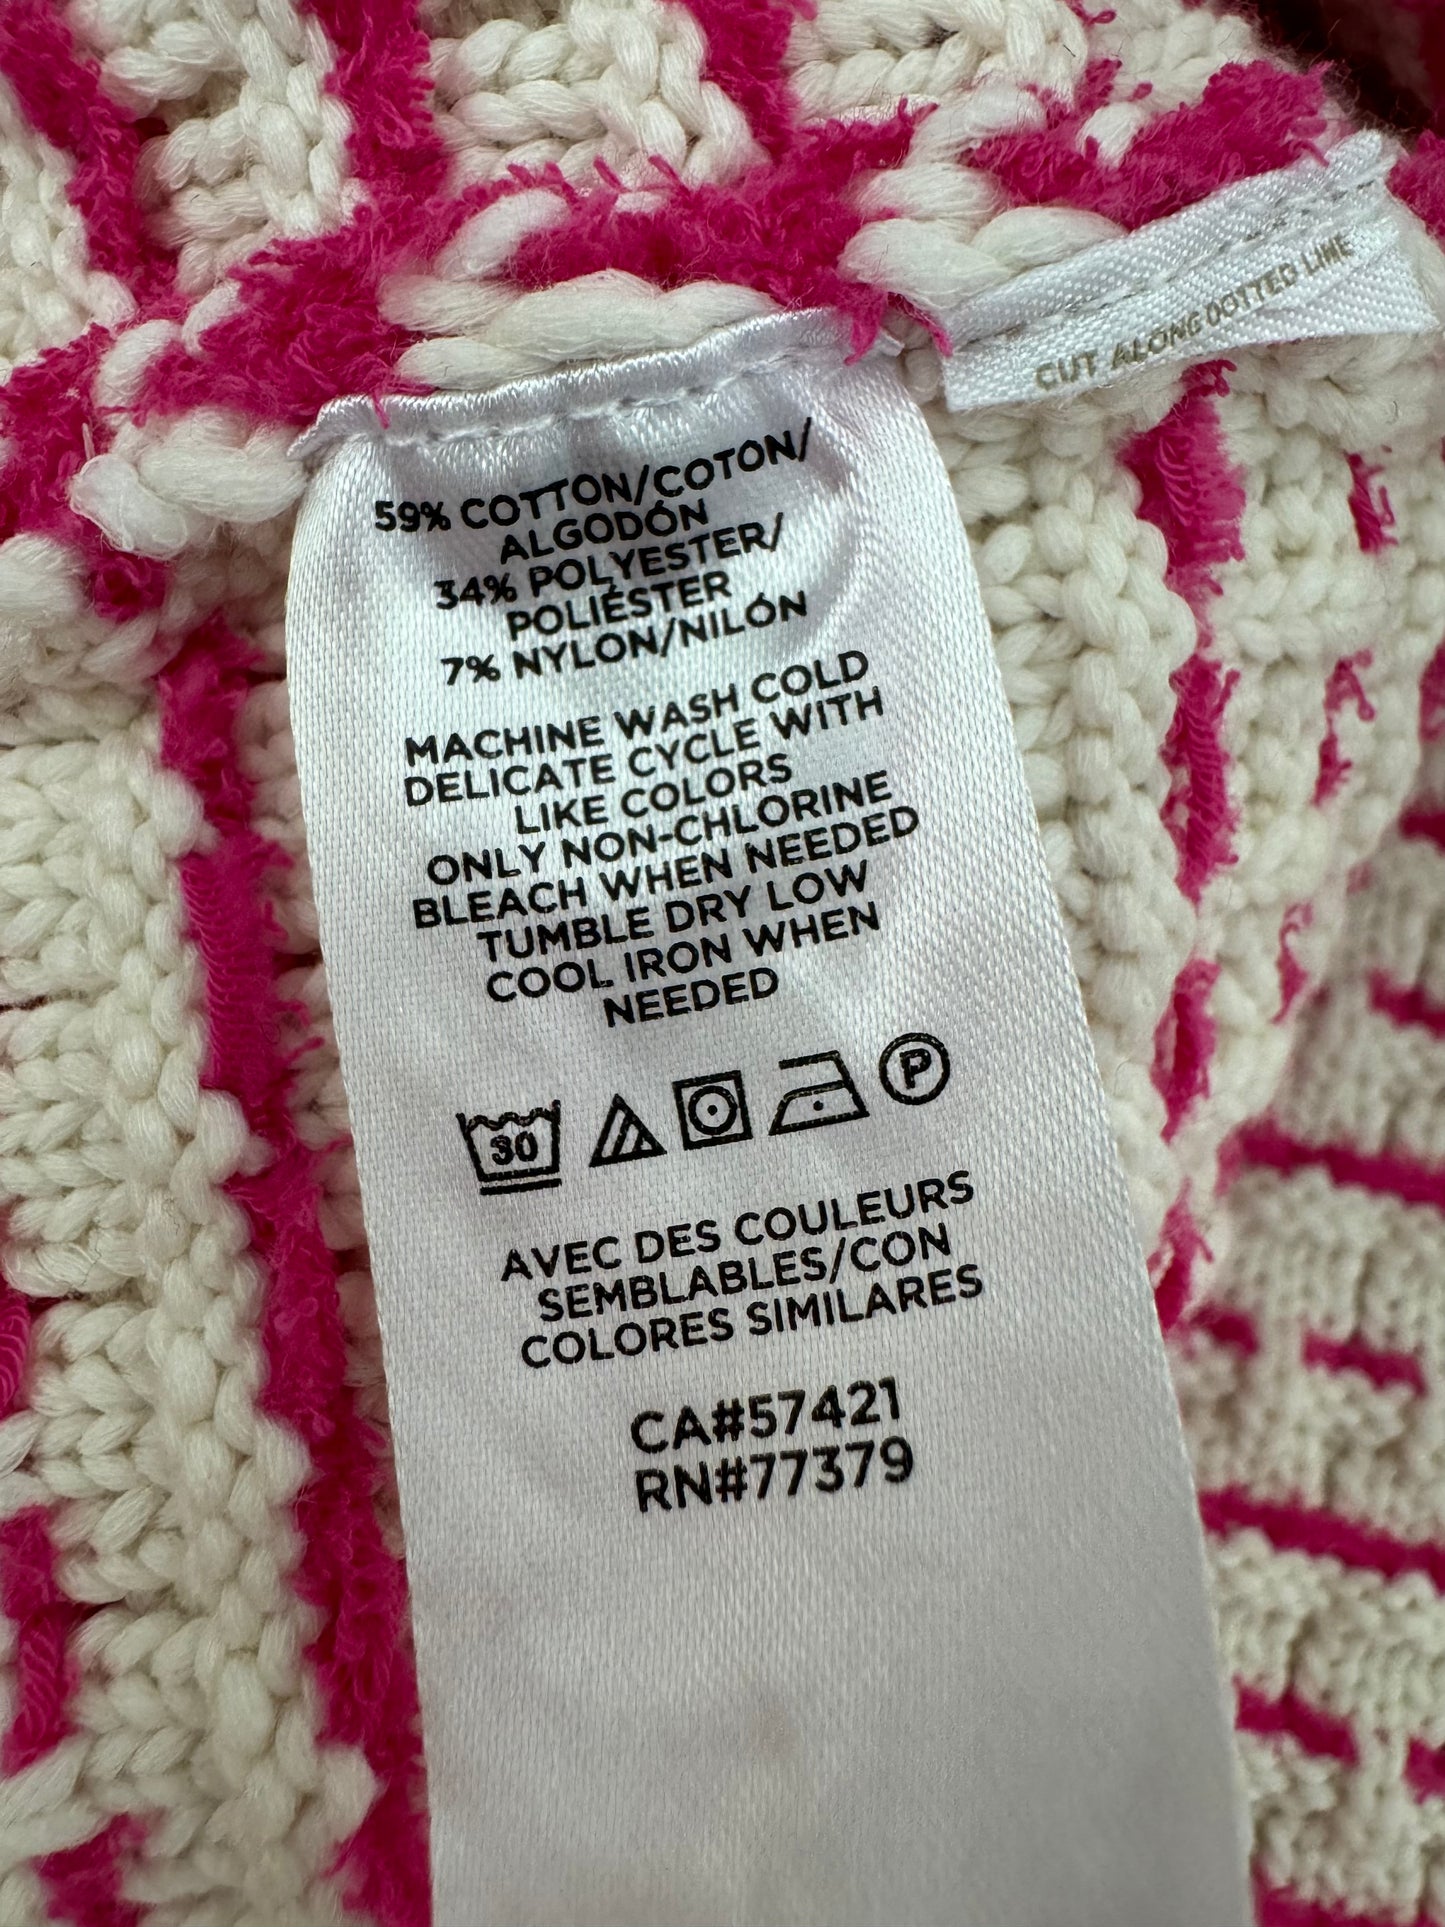 CUT ALONG DOTTED LINE
59% COTTON/COTON/
ALGODÓN
34% POLYESTER/
POLIÉSTER
7% NYLON/NILÓN
MACHINE WASH COLD
DELICATE CYCLE WITH
LIKE COLORS
ONLY NON-CHLORINE
BLEACH WHEN NEEDED
TUMBLE DRY LOW
COOL IRON WHEN
NEEDED
30 P
AVEC DES COULEURS
SEMBLABLES/CON
COLORES SIMILARES
CA#57421
RN#77379